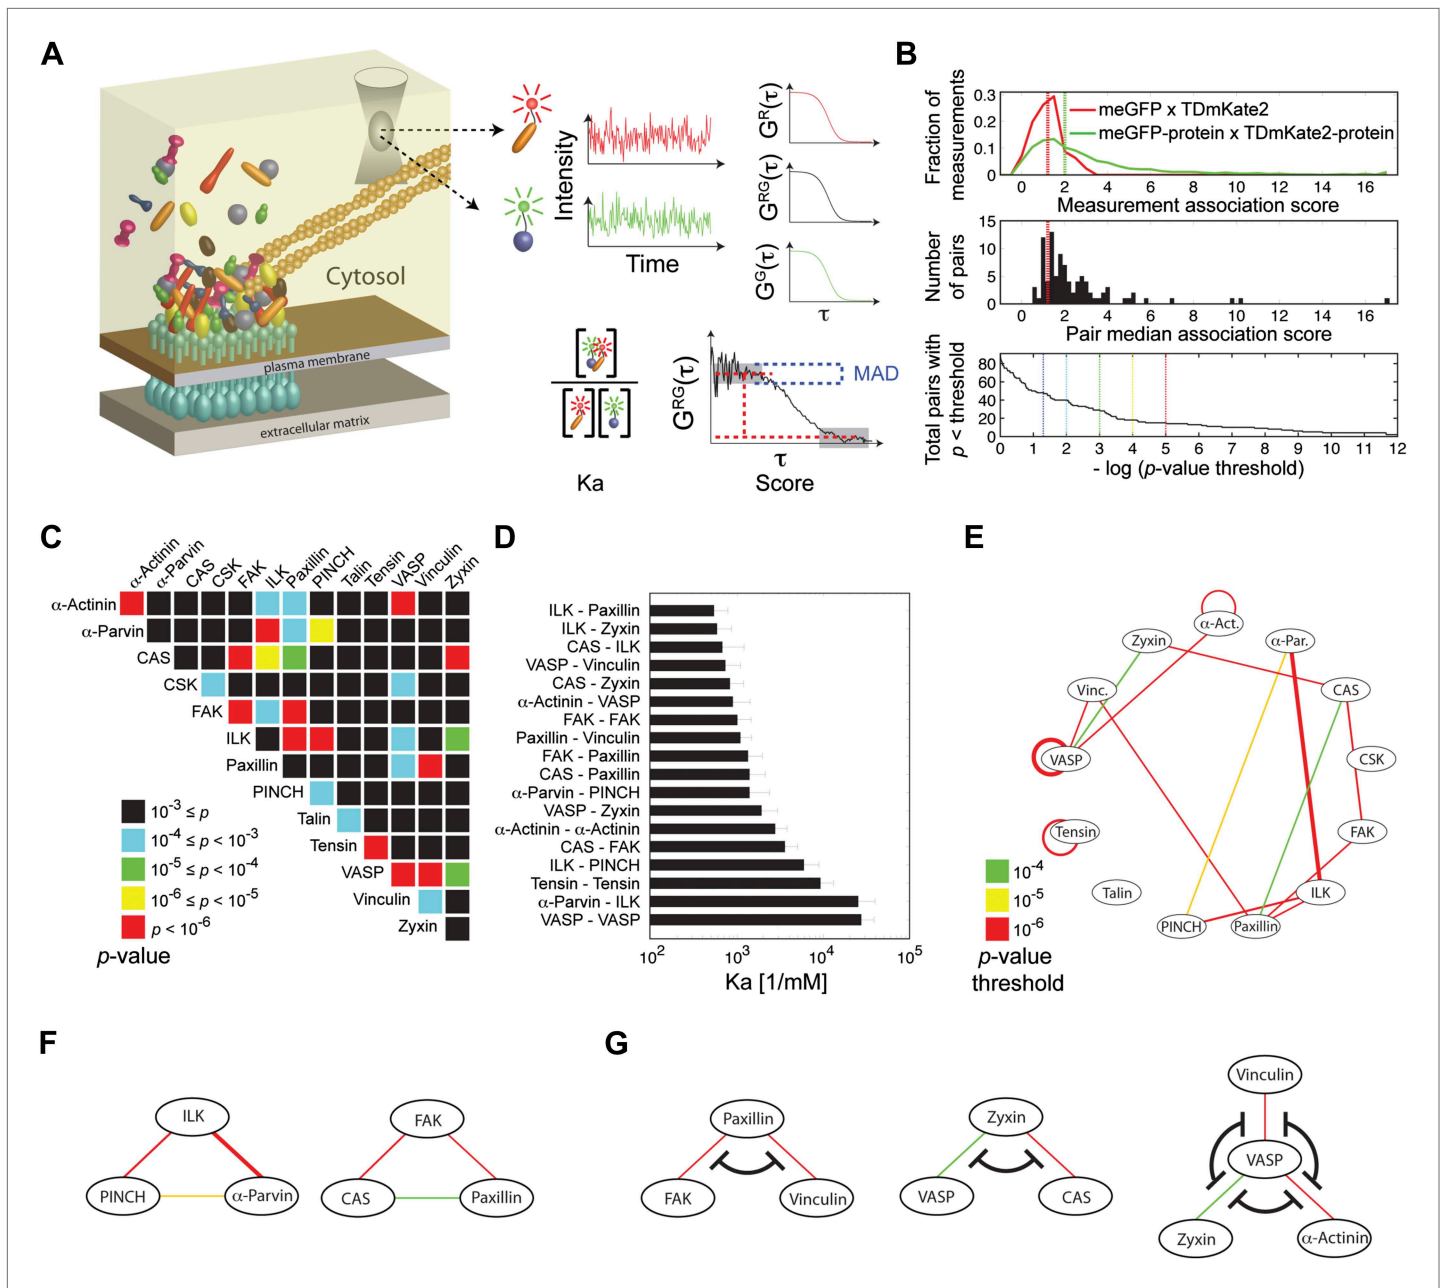 A
Cytosol
plasma membrane
extracellular matrix
Intensity
Time
G^R(τ)
G^RG(τ)
G^G(τ)
τ
Ka
G^RG(τ)
MAD
τ
Score
B
Fraction of
measurements
0.3
0.2
0.1
0
meGFP x TDmKate2
meGFP-protein x TDmKate2-protein
0 2 4 6 8 10 12 14 16
Measurement association score
Number
of pairs
15
10
5
0
0 2 4 6 8 10 12 14 16
Pair median association score
Total pairs with
p < threshold
80
60
40
20
0
0 1 2 3 4 5 6 7 8 9 10 11 12
- log (p-value threshold)
C
α-Actinin
α-Parvin
CAS
CSK
FAK
ILK
Paxillin
PINCH
Talin
Tensin
VASP
Vinculin
Zyxin
α-Actinin
α-Parvin
CAS
CSK
FAK
ILK
Paxillin
PINCH
Talin
Tensin
VASP
Vinculin
Zyxin
10^-3 ≤ p
10^-4 ≤ p < 10^-3
10^-5 ≤ p < 10^-4
10^-6 ≤ p < 10^-5
p < 10^-6
p-value
D
ILK - Paxillin
ILK - Zyxin
CAS - ILK
VASP - Vinculin
CAS - Zyxin
α-Actinin - VASP
FAK - FAK
Paxillin - Vinculin
FAK - Paxillin
CAS - Paxillin
α-Parvin - PINCH
VASP - Zyxin
α-Actinin - α-Actinin
CAS - FAK
ILK - PINCH
Tensin - Tensin
α-Parvin - ILK
VASP - VASP
10^2 10^3 10^4 10^5
Ka [1/mM]
E
α-Act.
Zyxin
α-Par.
Vinc.
CAS
VASP
CSK
Tensin
FAK
Talin
ILK
PINCH
Paxillin
10^-4
10^-5
10^-6
p-value
threshold
F
ILK
PINCH
α-Parvin
FAK
CAS
Paxillin
G
Paxillin
FAK
Vinculin
Zyxin
VASP
CAS
Vinculin
VASP
Zyxin
α-Actinin